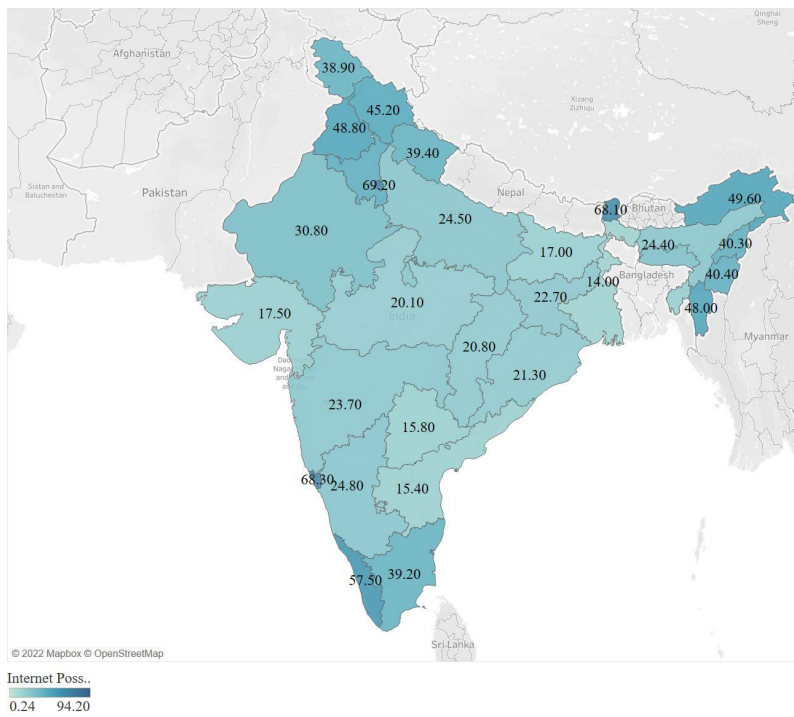 Qinghai
Sheng
Afghanistan
38.90
45.20
Xizang
Zizhiqu
48.80
39.40
Sistan and
Baluchestan
Pakistan
69.20
Nepal
49.60
68.10
Bhutan
30.80
24.50
17.00
24.40
40.30
Bangladesh
40.40
14.00
22.70
20.10
India
17.50
48.00
Myanmar
20.80
21.30
23.70
15.80
68.30
24.80
15.40
57.50
39.20
Sri Lanka
© 2022 Mapbox © OpenStreetMap
Internet Poss..
0.24 94.20